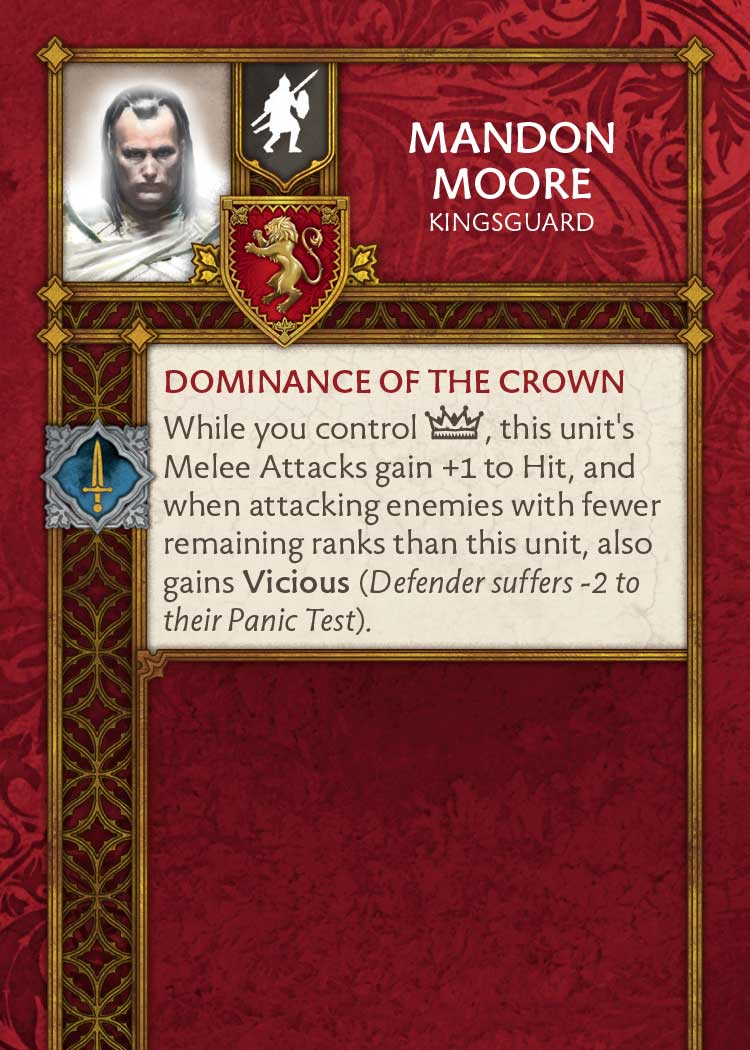 MANDON
MOORE
KINGSGUARD
DOMINANCE OF THE CROWN
While you control , this unit's
Melee Attacks gain +1 to Hit, and
when attacking enemies with fewer
remaining ranks than this unit, also
gains Vicious (Defender suffers -2 to
their Panic Test).